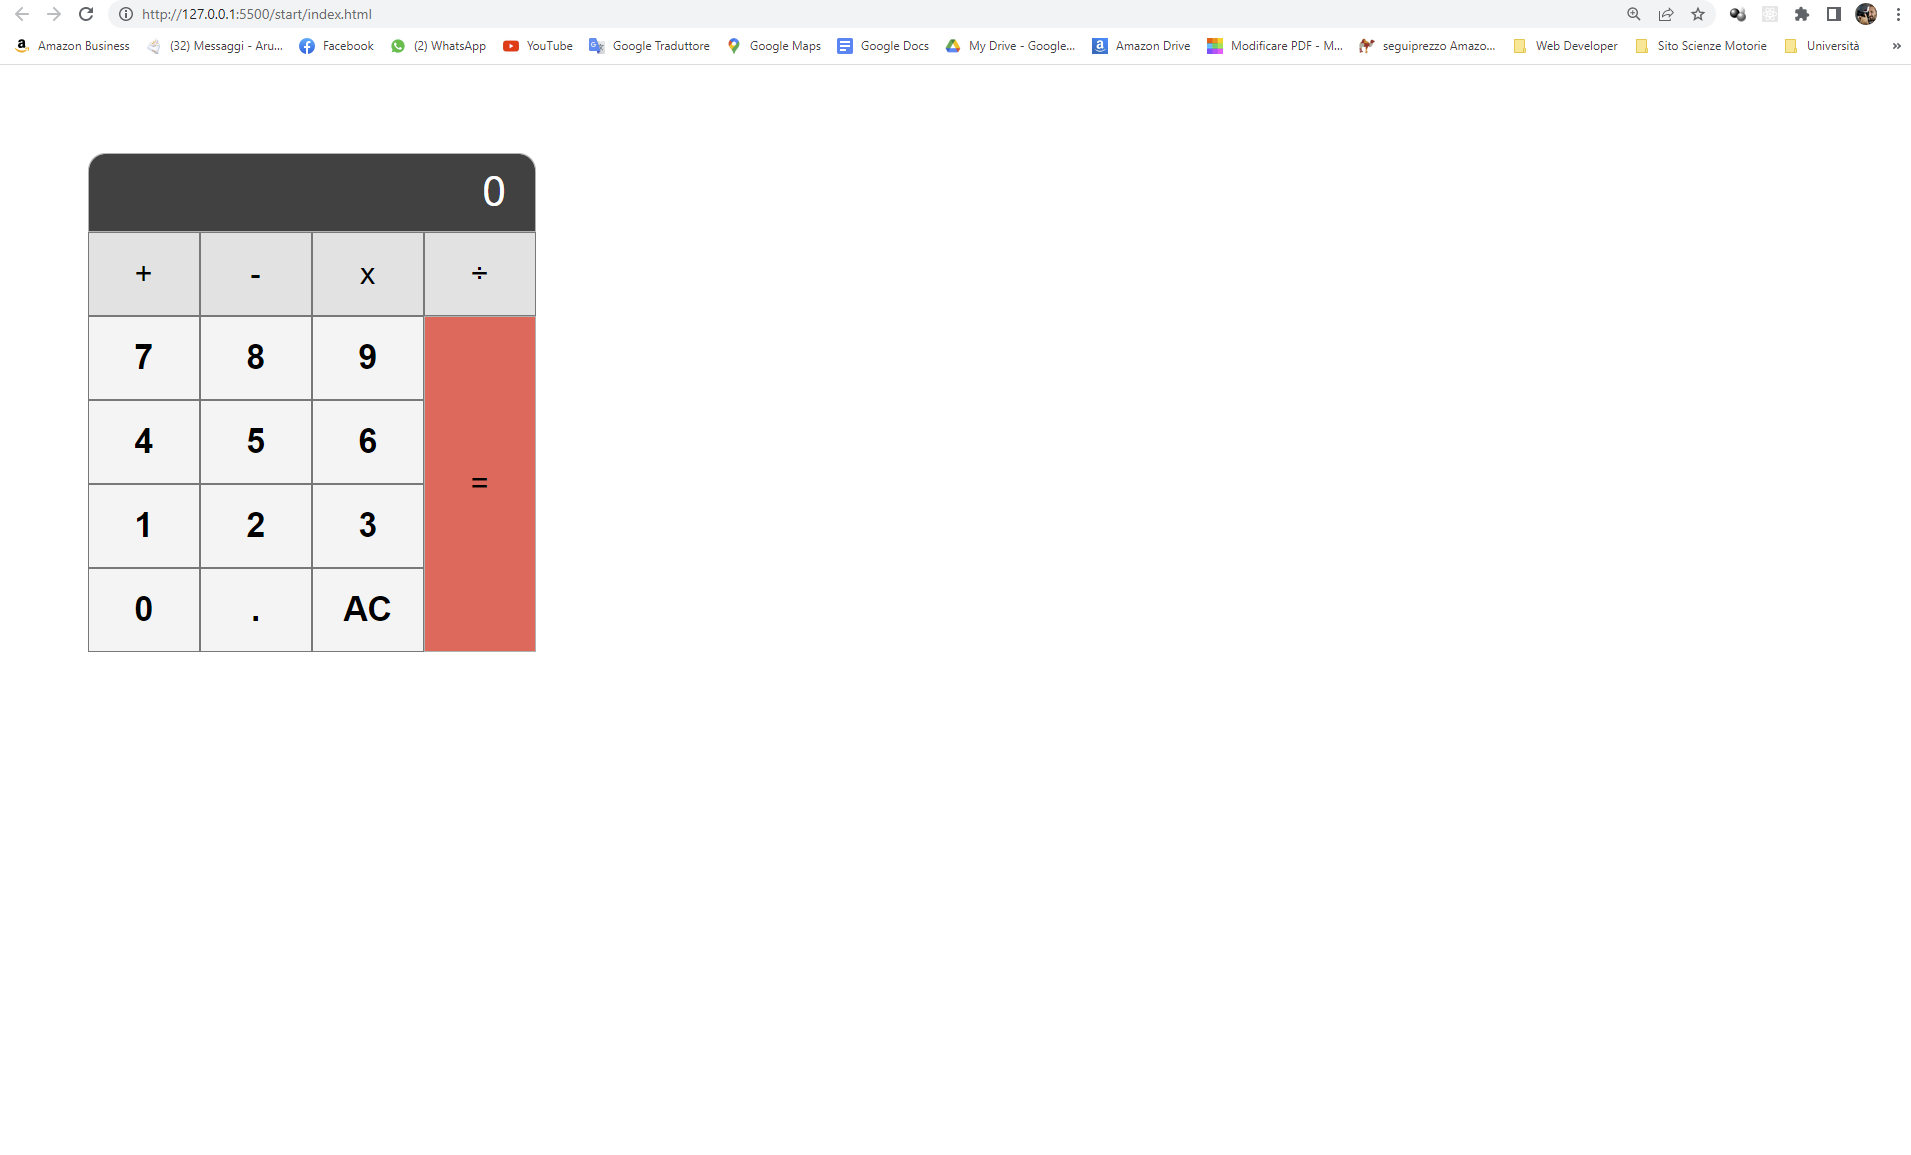 http://127.0.0.1:5500/start/index.html
Amazon Business (32) Messaggi - Aru... Facebook (2) WhatsApp YouTube Google Traduttore Google Maps Google Docs My Drive - Google... Amazon Drive Modificare PDF - M... seguiprezzo Amazo... Web Developer Sito Scienze Motorie Università »
0
+ - x ÷
7 8 9
4 5 6
=
1 2 3
0 . AC